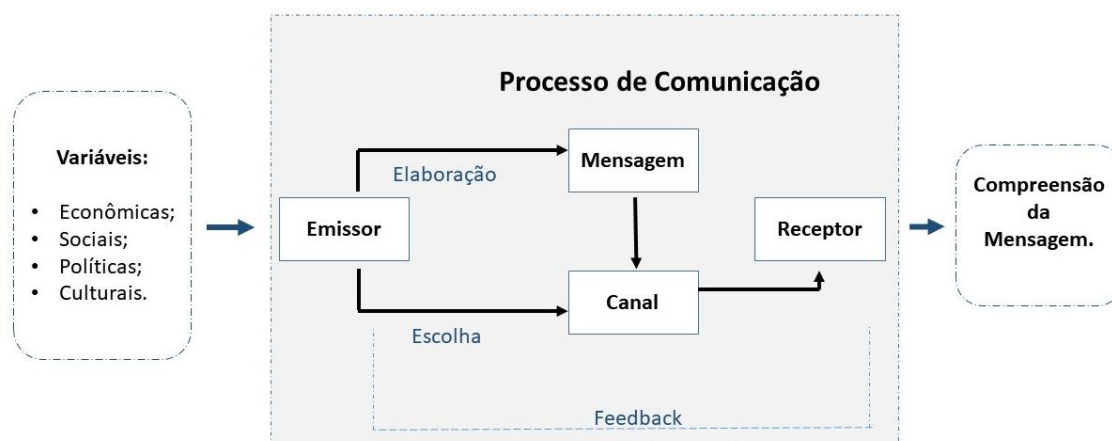 Processo de Comunicação
Variáveis:
• Econômicas;
• Sociais;
• Políticas;
• Culturais.
Emissor
Elaboração
Mensagem
Escolha
Canal
Receptor
Feedback
Compreensão
da
Mensagem.